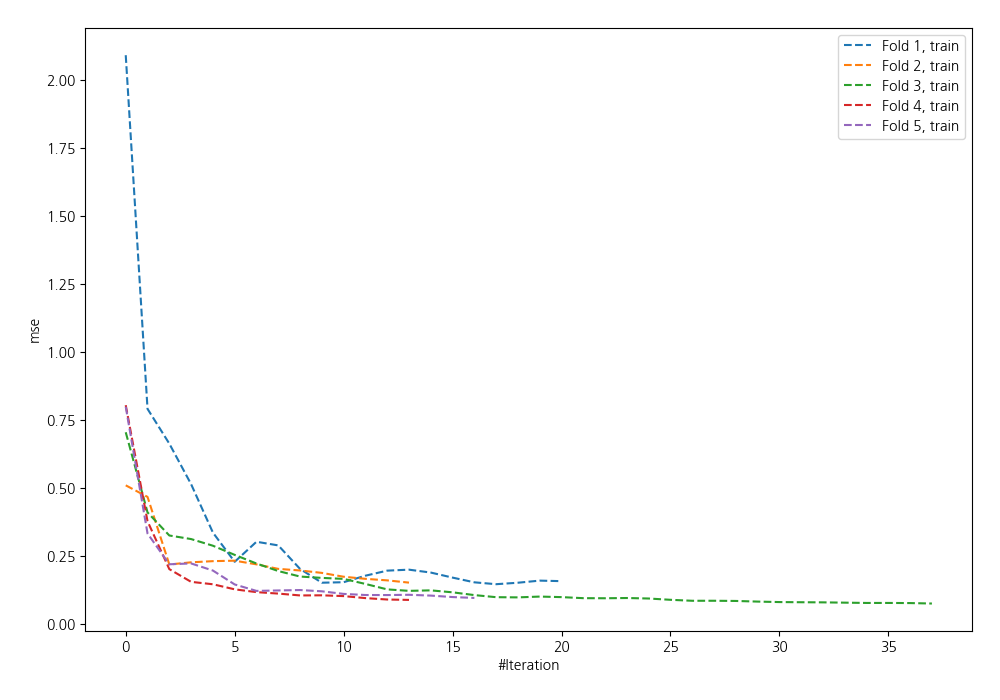 Fold 1, train
Fold 2, train
Fold 3, train
Fold 4, train
Fold 5, train
mse
2.00
1.75
1.50
1.25
1.00
0.75
0.50
0.25
0.00
0 5 10 15 20 25 30 35
#Iteration